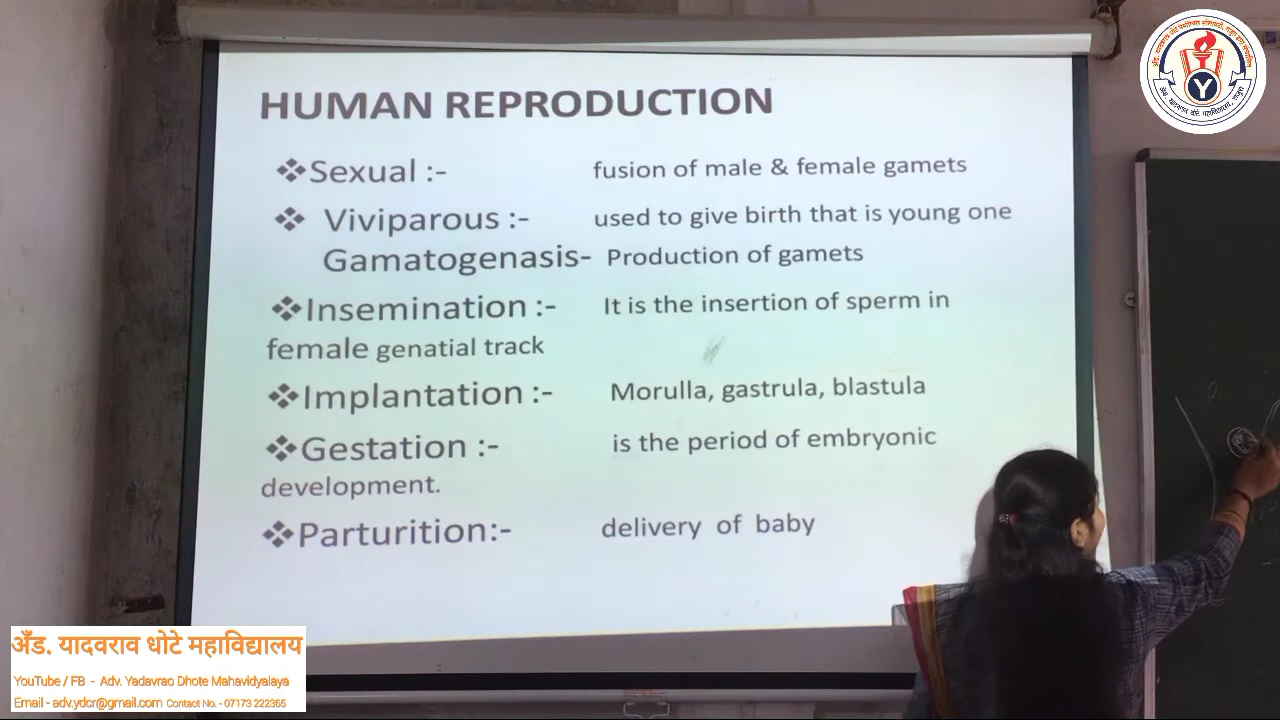 HUMAN REPRODUCTION
❖Sexual :- fusion of male & female gamets
❖ Viviparous :- used to give birth that is young one
Gamatogenasis- Production of gamets
❖Insemination :- It is the insertion of sperm in
female genatial track
❖Implantation :- Morulla, gastrula, blastula
❖Gestation :- is the period of embryonic
development.
❖Parturition:- delivery of baby
Y
अँड. यादवराव धोटे महाविद्यालय
YouTube / FB - Adv. Yadavrao Dhote Mahavidyalaya
Email - adv.ydcr@gmail.com Contact No. - 07173 222365